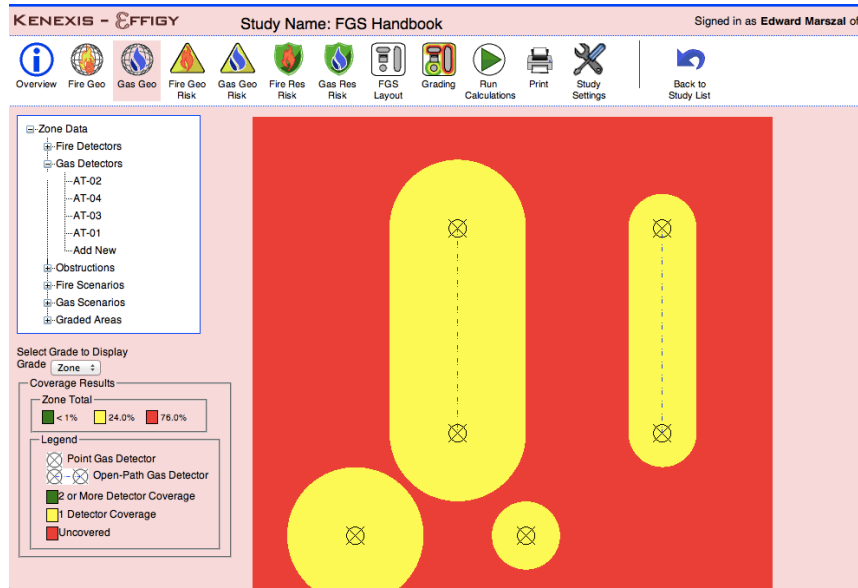 KENEXIS - EFFIGY
Study Name: FGS Handbook
Signed in as Edward Marszal of
Overview
Fire Geo
Gas Geo
Fire Geo
Risk
Gas Geo
Risk
Fire Res
Risk
Gas Res
Risk
FGS
Layout
Grading
Run
Calculations
Print
Study
Settings
Back to
Study List
Zone Data
Fire Detectors
Gas Detectors
AT-02
AT-04
AT-03
AT-01
Add New
Obstructions
Fire Scenarios
Gas Scenarios
Graded Areas
Select Grade to Display
Grade Zone
Coverage Results
Zone Total
< 1% 24.0% 76.0%
Legend
Point Gas Detector
Open-Path Gas Detector
2 or More Detector Coverage
1 Detector Coverage
Uncovered